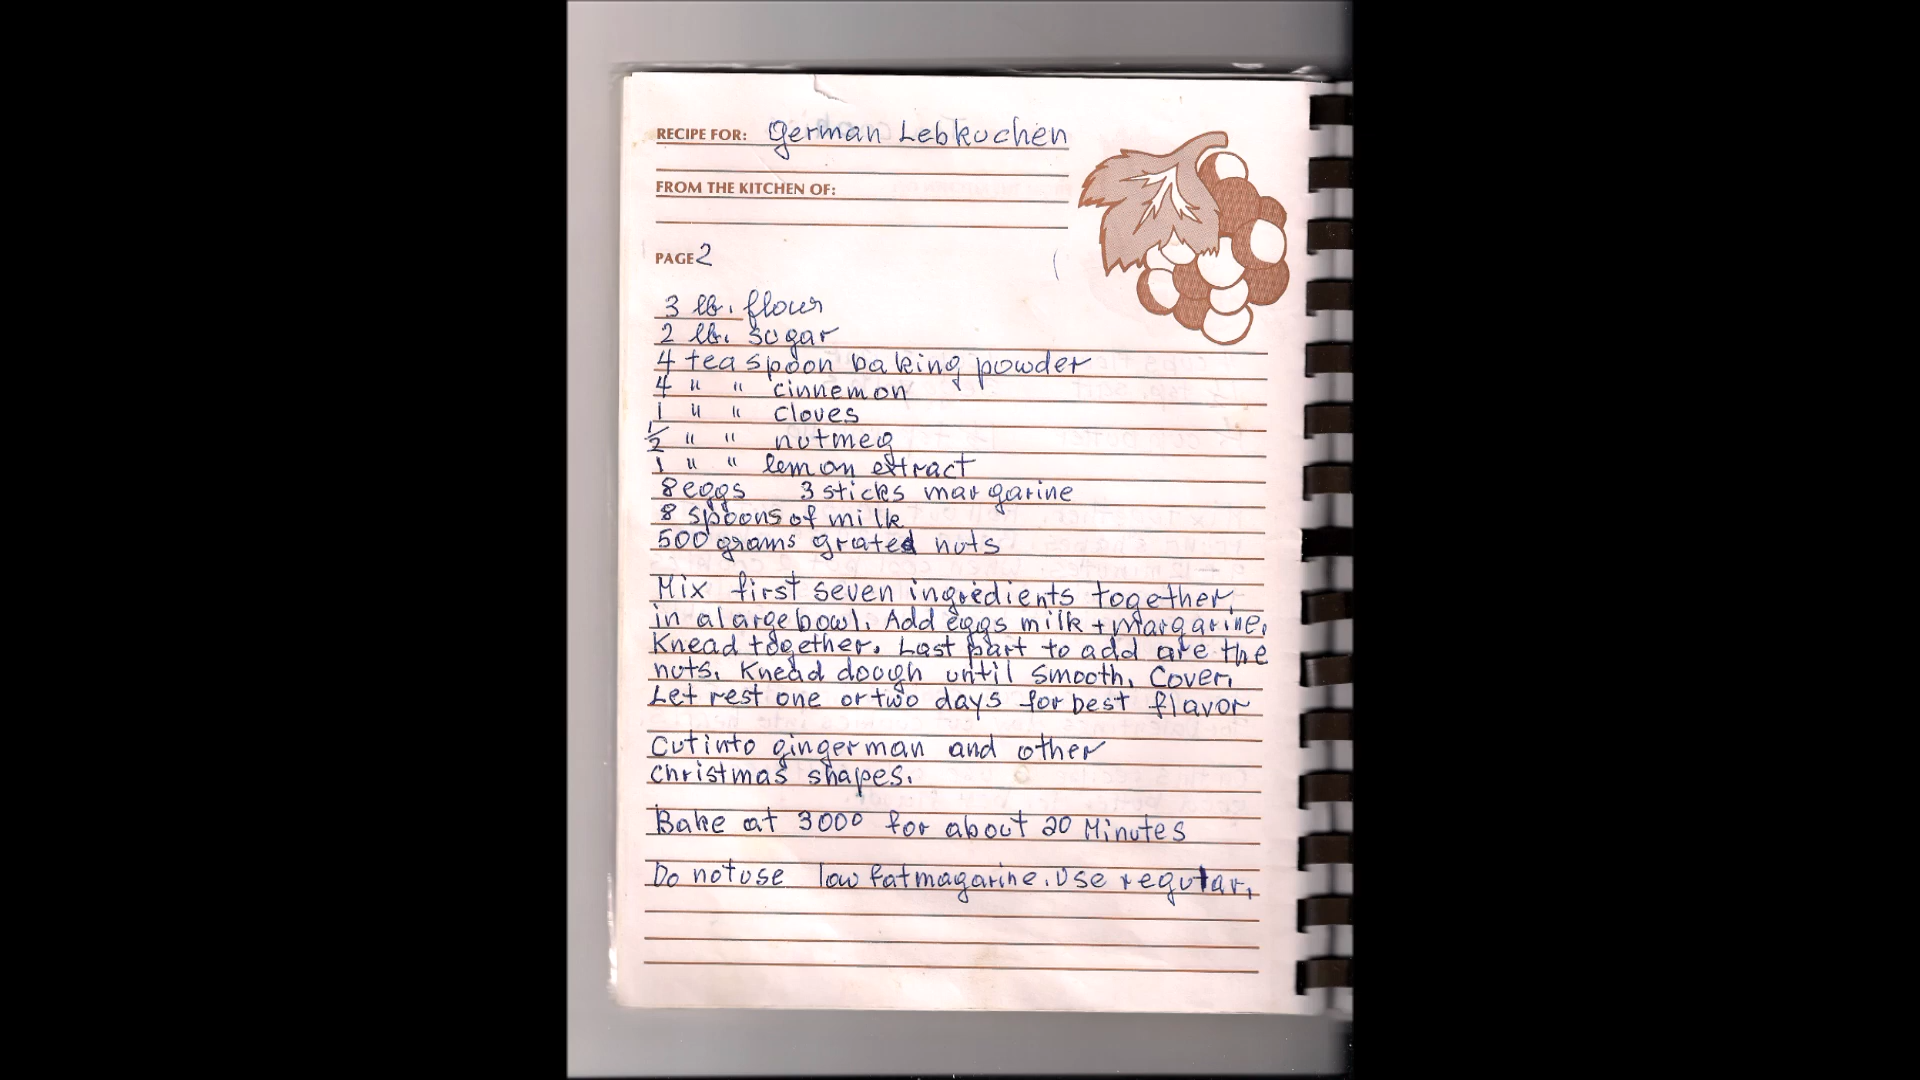 RECIPE FOR: German Lebkuchen
FROM THE KITCHEN OF:
PAGE 2
3 lb. flour
2 lb. sugar
4 teaspoon baking powder
4 " " cinnemon
1 " " cloves
1/2 " " nutmeg
1 " " lemon extract
8 eggs 3 sticks margarine
8 spoons of milk
500 grams grated nuts
Mix first seven ingredients together,
in a large bowl. Add eggs milk + margarine.
Knead together. Last part to add are the
nuts. Knead dough until smooth. Cover.
Let rest one or two days for best flavor
Cut into gingerman and other
christmas shapes.
Bake at 300° for about 20 Minutes
Do not use low fat magarine. Use regular.